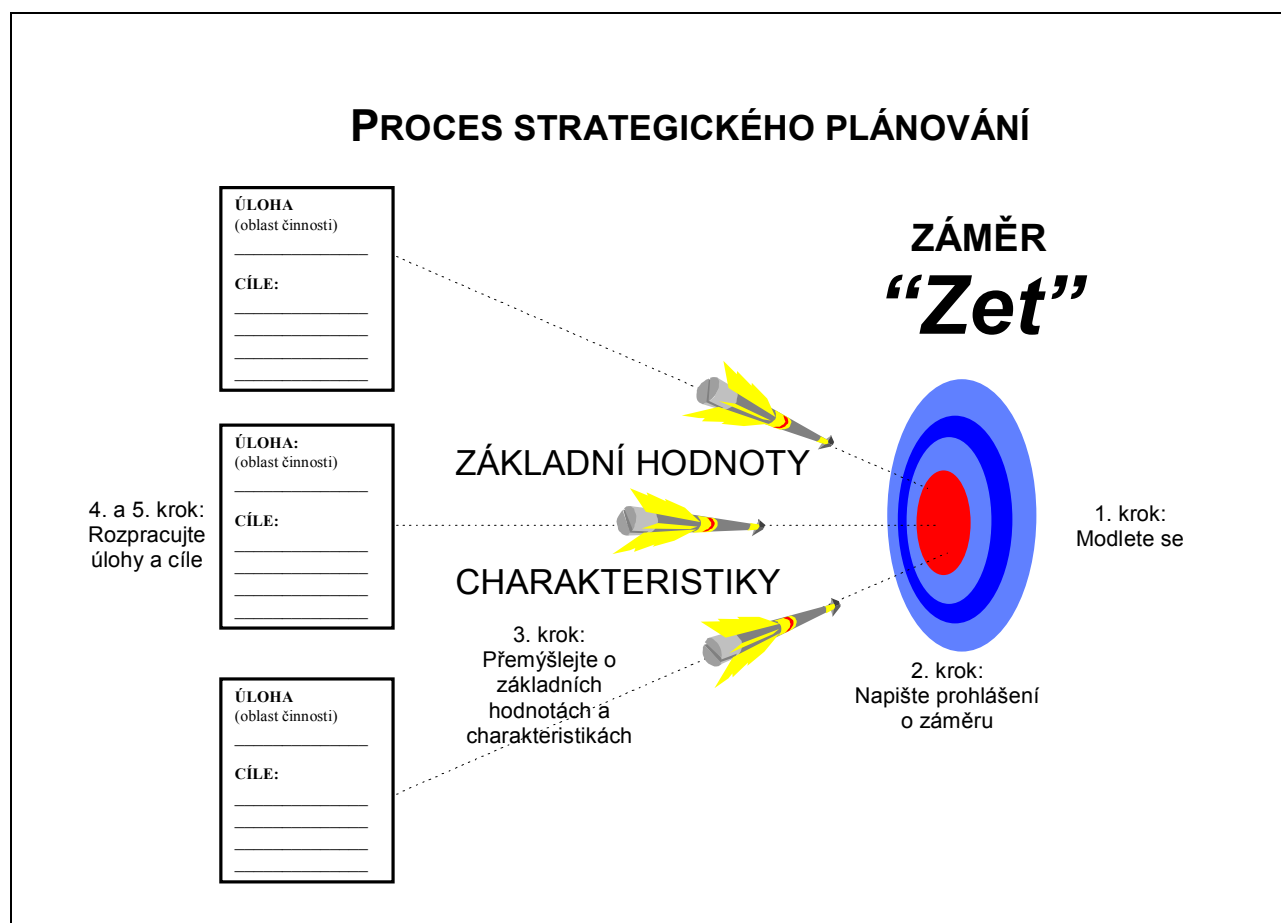 PROCES STRATEGICKÉHO PLÁNOVÁNÍ
ZÁMĚR
“Zet”
ÚLOHA
(oblast činnosti)
CÍLE:
ÚLOHA:
(oblast činnosti)
CÍLE:
ÚLOHA
(oblast činnosti)
CÍLE:
4. a 5. krok:
Rozpracujte
úlohy a cíle
ZÁKLADNÍ HODNOTY
CHARAKTERISTIKY
3. krok:
Přemýšlejte o
základních
hodnotách a
charakteristikách
1. krok:
Modlete se
2. krok:
Napište prohlášení
o záměru